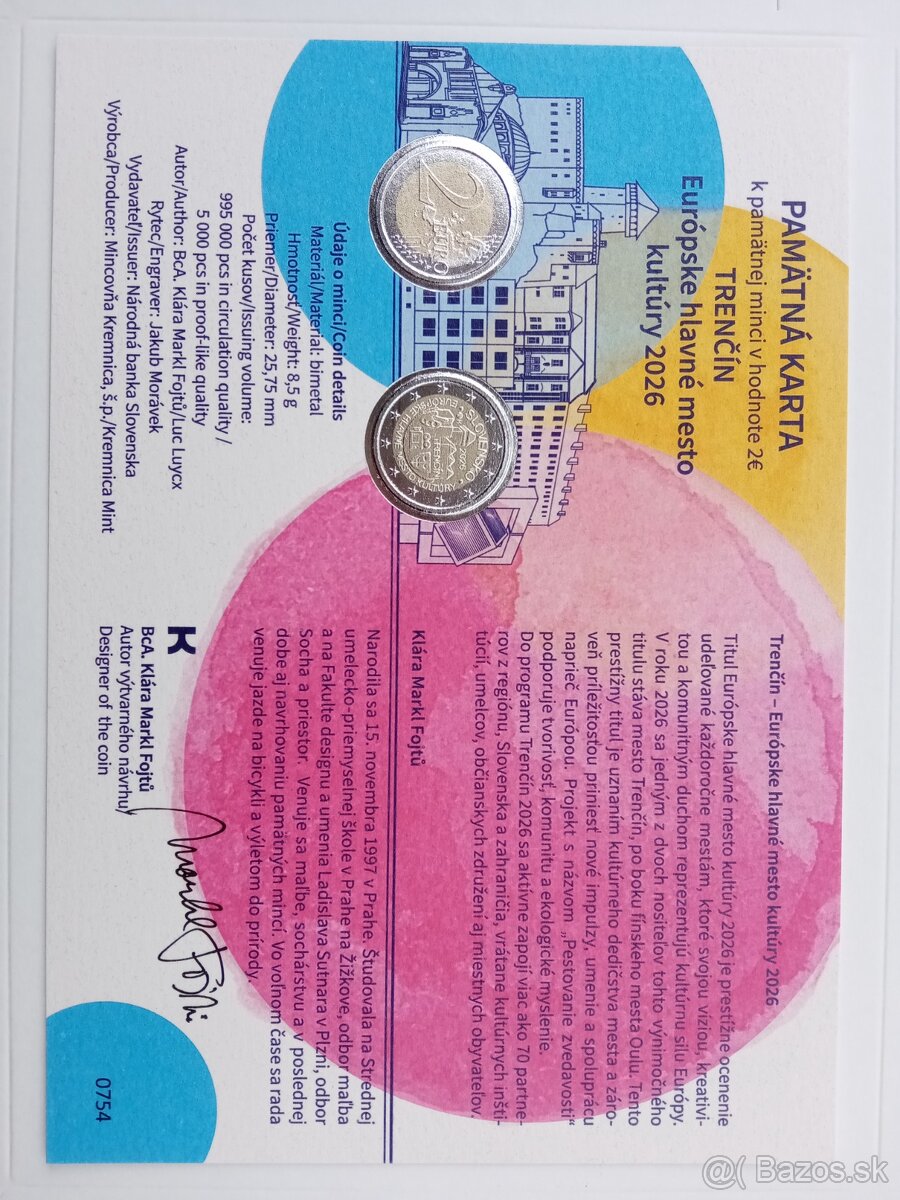 PAMÄTNÁ KARTA
k pamätnej minci v hodnote 2€
TRENČÍN
Európske hlavné mesto
kultúry 2026
2 EURO
SLOVENSKO
2026
TRENČÍN
EURÓPSKE HLAVNÉ MESTO KULTÚRY
Údaje o minci/Coin details
Materiál/Material: bimetal
Hmotnosť/Weight: 8,5 g
Priemer/Diameter: 25,75 mm
Počet kusov/Issuing volume:
995 000 pcs in circulation quality /
5 000 pcs in proof-like quality
Autor/Author: BcA. Klára Markl Fojtů/Luc Luycx
Rytec/Engraver: Jakub Morávek
Vydavateľ/Issuer: Národná banka Slovenska
Výrobca/Producer: Mincovňa Kremnica, š.p./Kremnica Mint
Trenčín – Európske hlavné mesto kultúry 2026
Titul Európske hlavné mesto kultúry 2026 je prestížne ocenenie
udeľované každoročne mestám, ktoré svojou víziou, kreativi-
tou a komunitným duchom reprezentujú kultúrnu silu Európy.
V roku 2026 sa jedným z dvoch nositeľov tohto výnimočného
titulu stáva mesto Trenčín, po boku fínskeho mesta Oulu. Tento
prestížny titul je uznaním kultúrneho dedičstva mesta a záro-
veň príležitosťou priniesť nové impulzy, umenie a spoluprácu
naprieč Európou. Projekt s názvom „Pestovanie zvedavosti“
podporuje tvorivosť, komunitu a ekologické myslenie.
Do programu Trenčín 2026 sa aktívne zapojí viac ako 70 partne-
rov z regiónu, Slovenska a zahraničia, vrátane kultúrnych inšti-
túcií, umelcov, občianskych združení aj miestnych obyvateľov.
Klára Markl Fojtů
Narodila sa 15. novembra 1997 v Prahe. Študovala na Strednej
umelecko-priemyselnej škole v Prahe na Žižkove, odbor maľba
a na Fakulte designu a umenia Ladislava Sutnara v Plzni, odbor
Socha a priestor. Venuje sa maľbe, sochárstvu a v poslednej
dobe aj navrhovaniu pamätných mincí. Vo voľnom čase sa rada
venuje jazde na bicykli a výletom do prírody.
K
BcA. Klára Markl Fojtů
Autor výtvarného návrhu/
Designer of the coin
0754
@( Bazos.sk